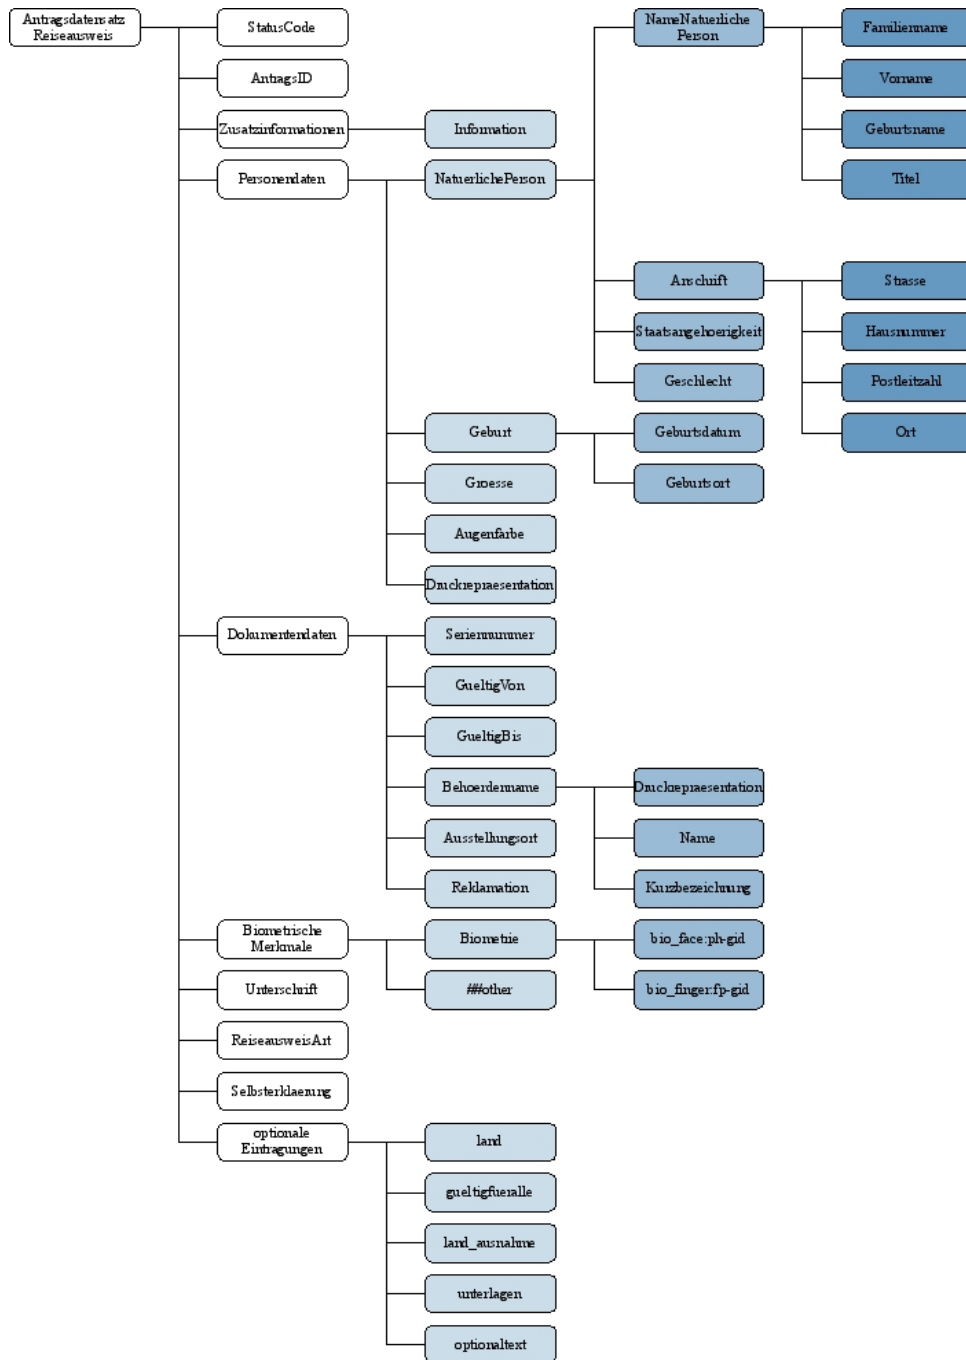 Antragsdatensatz
Reiseausweis
StatusCode
NameNatuerliche
Person
Familienname
AntragsID
Vorname
Zusatzinformationen
Information
Geburtsname
Personendaten
NatuerlichePerson
Titel
Anschrift
Strasse
Staatsangehoerigkeit
Hausnummer
Geschlecht
Postleitzahl
Geburt
Geburtsdatum
Ort
Groesse
Geburtsort
Augenfarbe
Druckrepraesentation
Dokumentendaten
Seriennummer
GueltigVon
GueltigBis
Behoerdenname
Druckrepraesentation
Ausstellungsort
Name
Reklamation
Kurzbezeichnung
Biometrische
Merkmale
Biometrie
bio_face:ph-gid
Unterschrift
##other
bio_finger:fp-gid
ReiseausweisArt
Selbsterklaerung
optionale
Eintragungen
land
gueltigfueralle
land_ausnahme
unterlagen
optionaltext